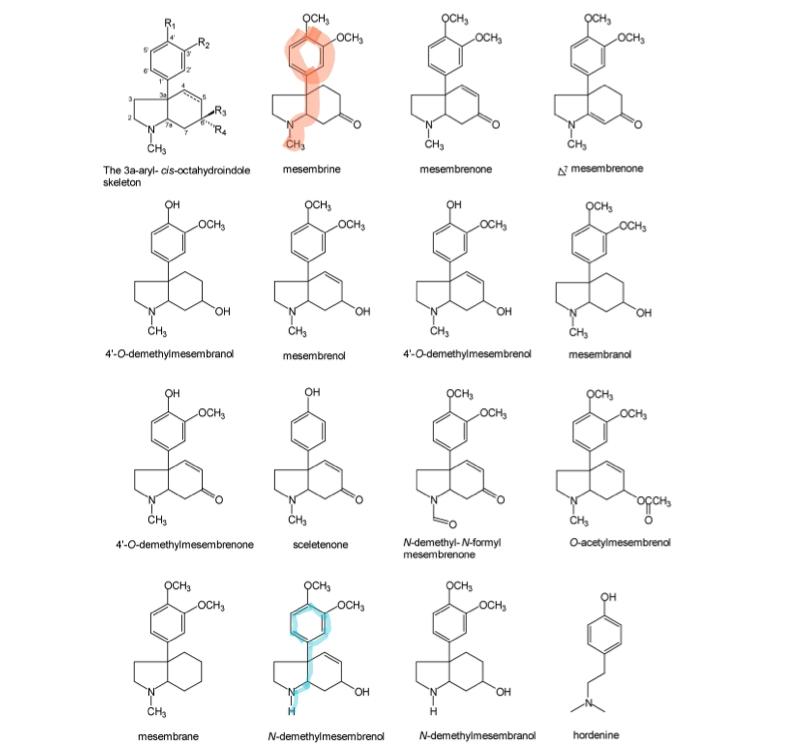 R1
4'
5'
3'
R2
6'
2'
1'
3a
4
5
3
R3
2
7a
6
N
7
R4
CH3
The 3a-aryl- cis-octahydroindole
skeleton
OCH3
OCH3
N
O
CH3
mesembrine
OCH3
OCH3
N
O
CH3
mesembrenone
OCH3
OCH3
N
O
CH3
Δ7 mesembrenone
OH
OCH3
N
OH
CH3
4'-O-demethylmesembranol
OCH3
OCH3
N
OH
CH3
mesembrenol
OH
OCH3
N
OH
CH3
4'-O-demethylmesembrenol
OCH3
OCH3
N
OH
CH3
mesembranol
OH
OCH3
N
O
CH3
4'-O-demethylmesembrenone
OH
N
O
CH3
sceletenone
OCH3
OCH3
N
O
O
N-demethyl-N-formyl
mesembrenone
OCH3
OCH3
N
OCCH3
CH3
O
O-acetylmesembrenol
OCH3
OCH3
N
CH3
mesembrane
OCH3
OCH3
N
OH
H
N-demethylmesembrenol
OCH3
OCH3
N
OH
H
N-demethylmesembranol
OH
N
hordenine